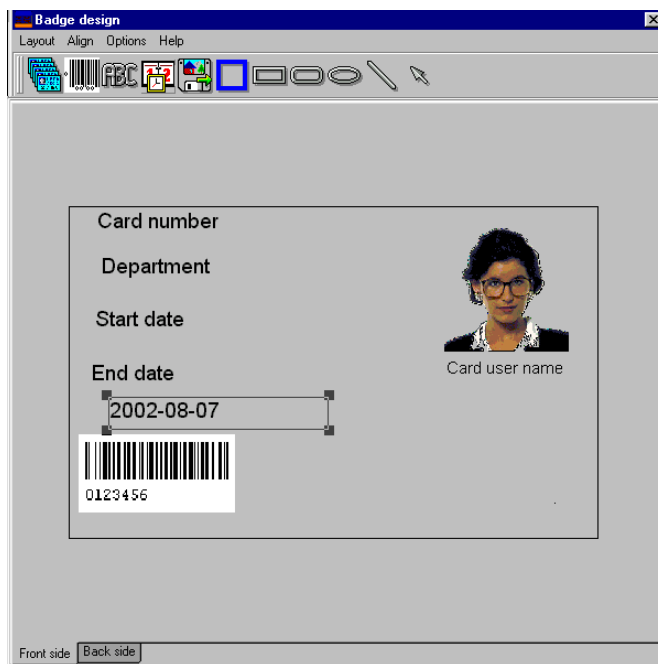 Badge design
Layout Align Options Help
ABC
Card number
Department
Start date
End date
2002-08-07
0123456
Card user name
Front side Back side